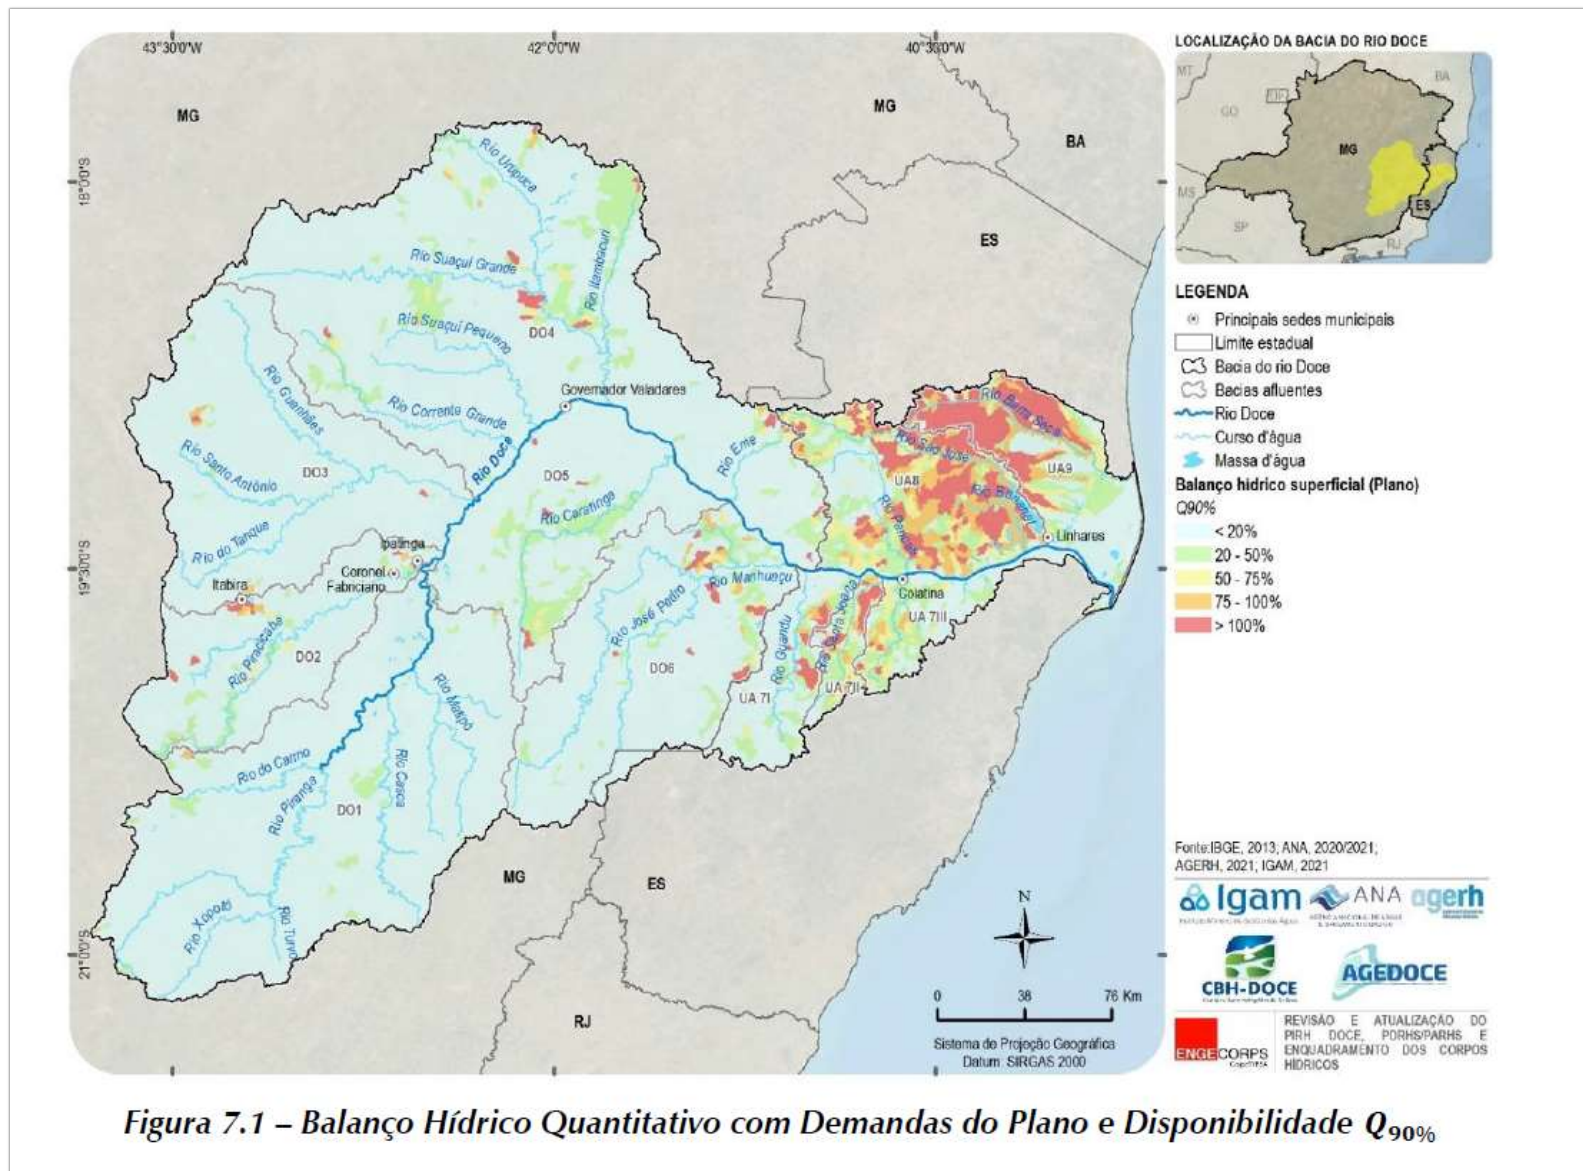 43°30'0"W
42°0'0"W
40°30'0"W
18°0'0"S
19°30'0"S
21°0'0"S
MG
MG
BA
ES
MG
ES
RJ
Rio Urupuca
Rio Suaçuí Grande
Rio Itambacuri
Rio Suaçuí Pequeno
DO4
Rio Guanhães
Rio Corrente Grande
Governador Valadares
Rio Doce
Rio Santo Antônio
DO3
DO5
Rio Eme
Rio Caratinga
Rio Barra Seca
Rio São José
UA9
UA8
Rio Pancas
Linhares
Rio do Tanque
Ipatinga
Coronel
Fabriciano
Itabira
Rio Manhuaçu
Colatina
Rio José Pedro
Rio Guandu
Rio Santa Joana
UA 7III
Rio Piracicaba
DO2
DO6
UA 7I
UA 7II
Rio Matipó
Rio do Carmo
Rio Casca
Rio Piranga
DO1
Rio Xopotó
Rio Turvo
N
0 38 76 Km
Sistema de Projeção Geográfica
Datum: SIRGAS 2000
LOCALIZAÇÃO DA BACIA DO RIO DOCE
MT
BA
GO
MG
MS
ES
SP
RJ
LEGENDA
Principais sedes municipais
Limite estadual
Bacia do rio Doce
Bacias afluentes
Rio Doce
Curso d'água
Massa d'água
Balanço hídrico superficial (Plano)
Q90%
< 20%
20 - 50%
50 - 75%
75 - 100%
> 100%
Fonte:IBGE, 2013; ANA, 2020/2021;
AGERH, 2021; IGAM, 2021
Igam
ANA
agerh
CBH-DOCE
AGEDOCE
ENGECORPS
REVISÃO E ATUALIZAÇÃO DO
PIRH DOCE, PDRHS/PARHS E
ENQUADRAMENTO DOS CORPOS
HÍDRICOS
Figura 7.1 – Balanço Hídrico Quantitativo com Demandas do Plano e Disponibilidade Q90%